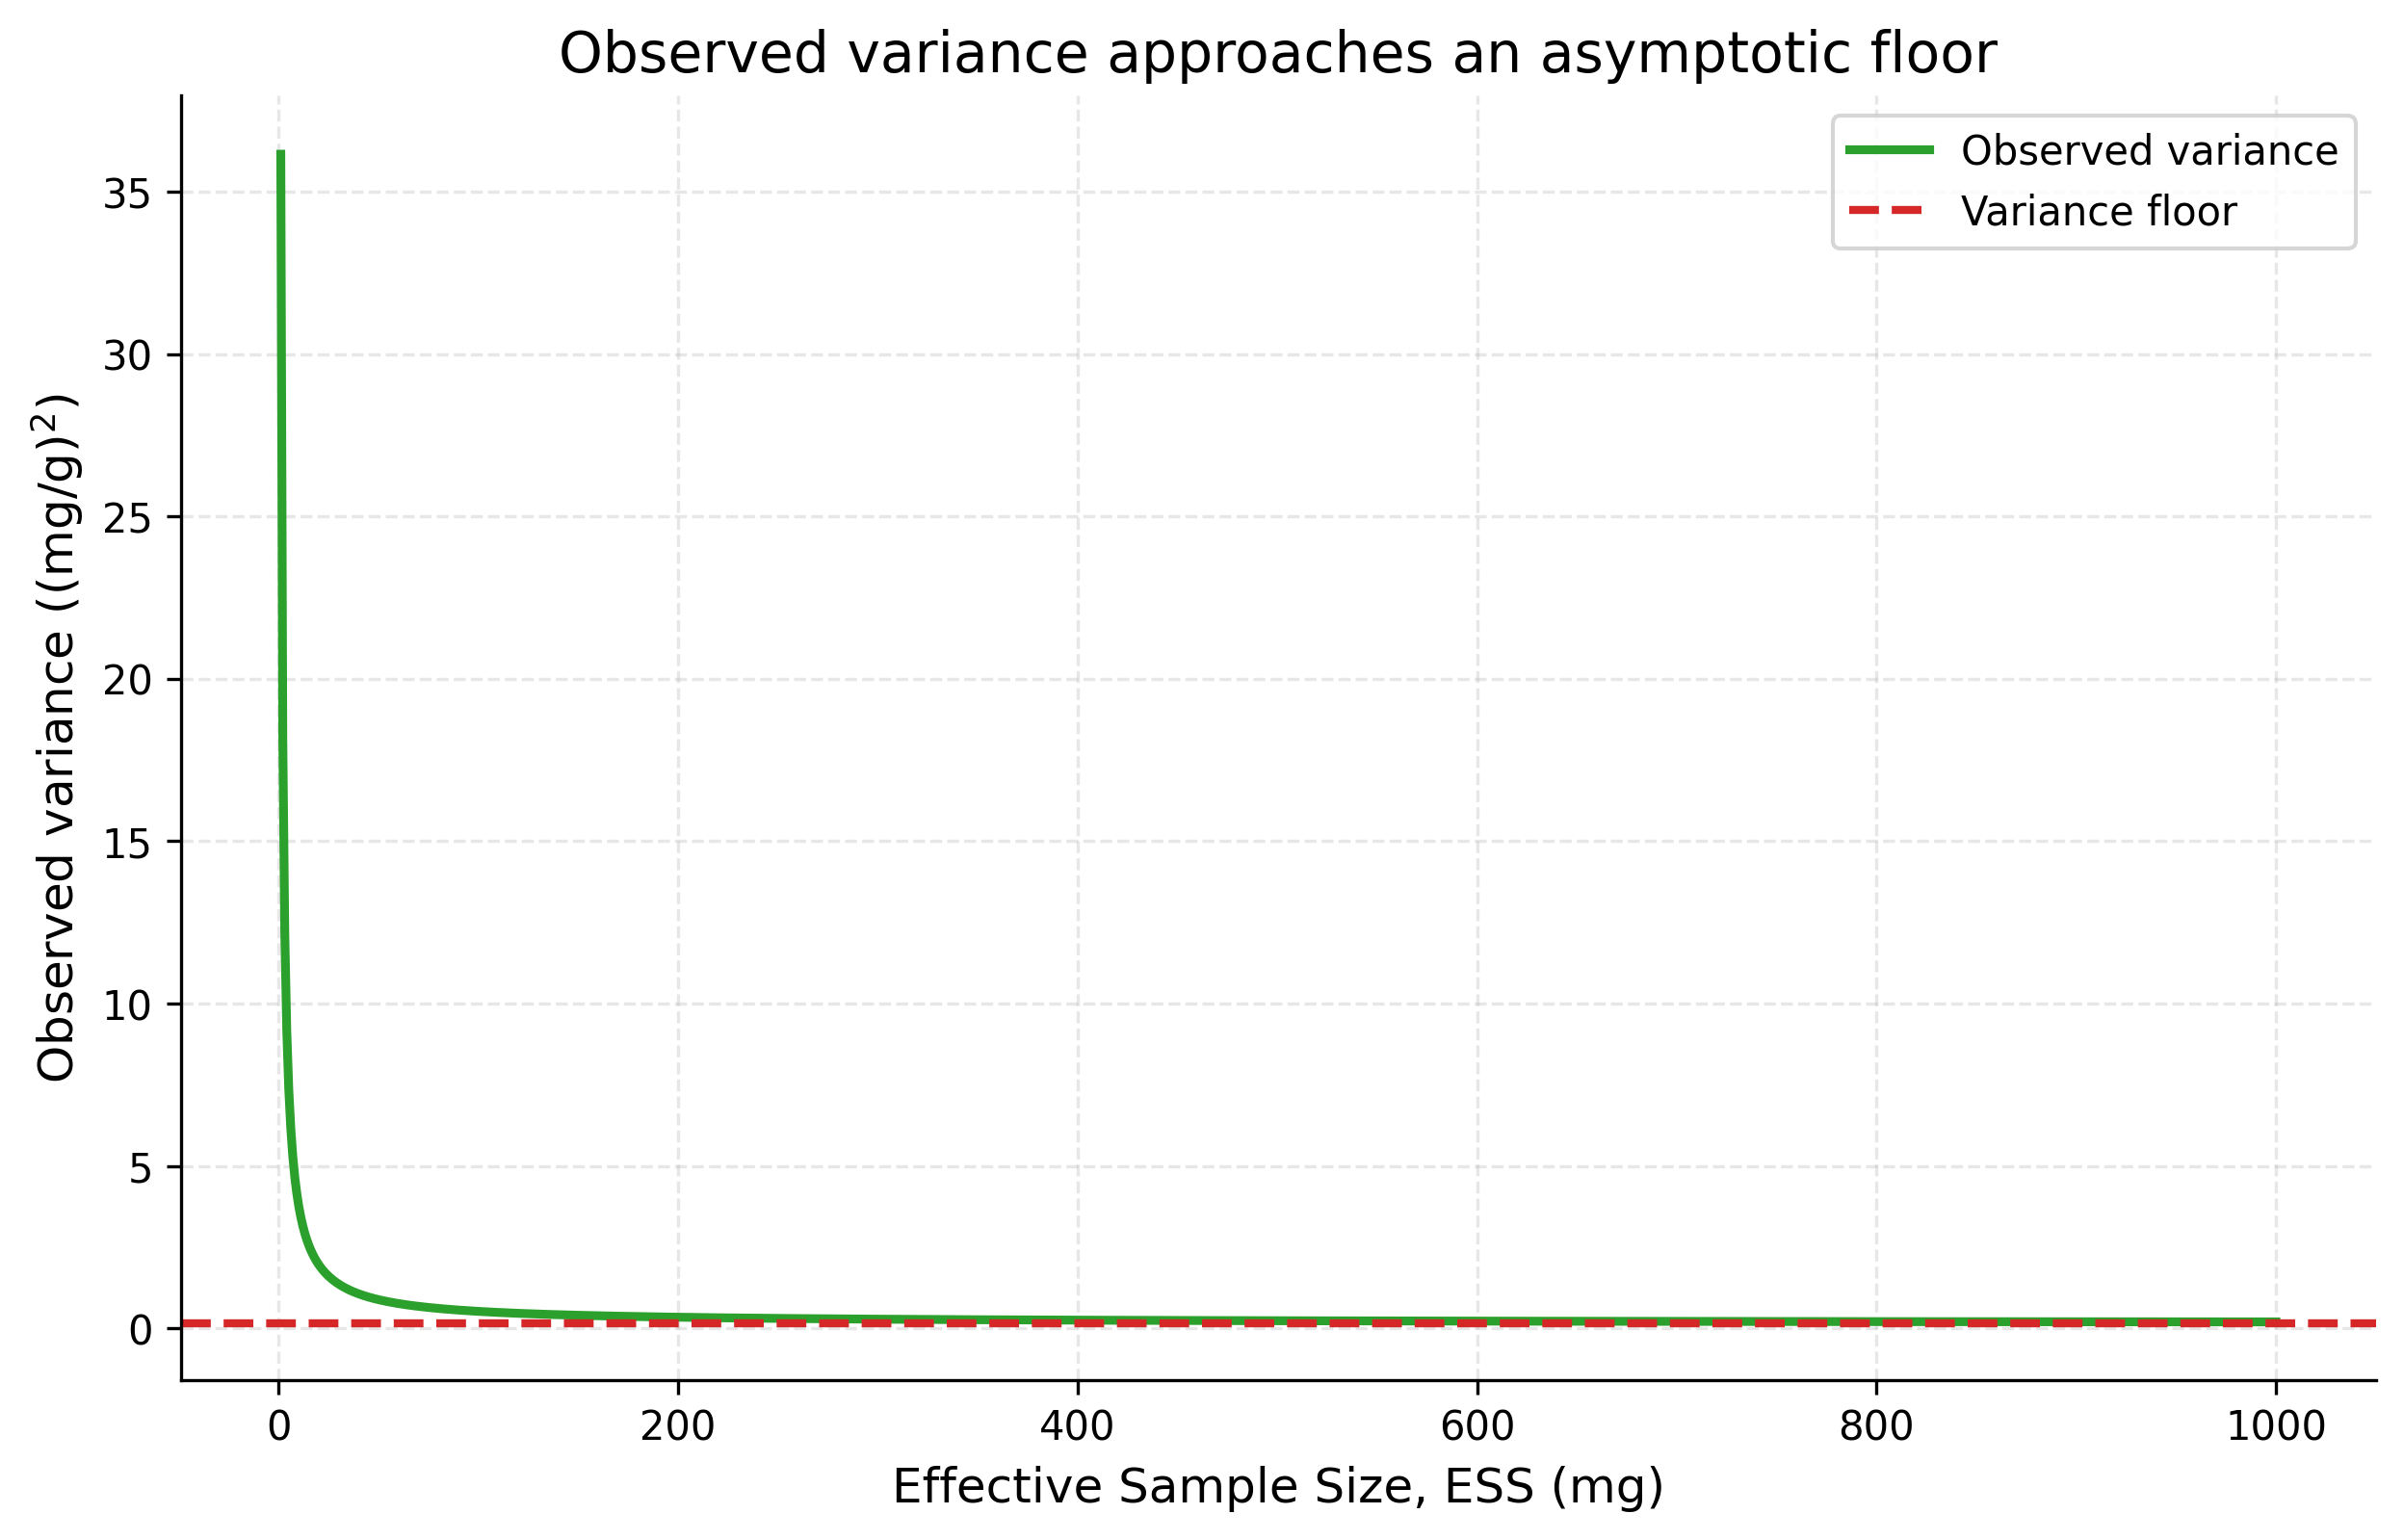 Observed variance approaches an asymptotic floor
Observed variance
Variance floor
Observed variance ((mg/g)²)
35
30
25
20
15
10
5
0
0 200 400 600 800 1000
Effective Sample Size, ESS (mg)